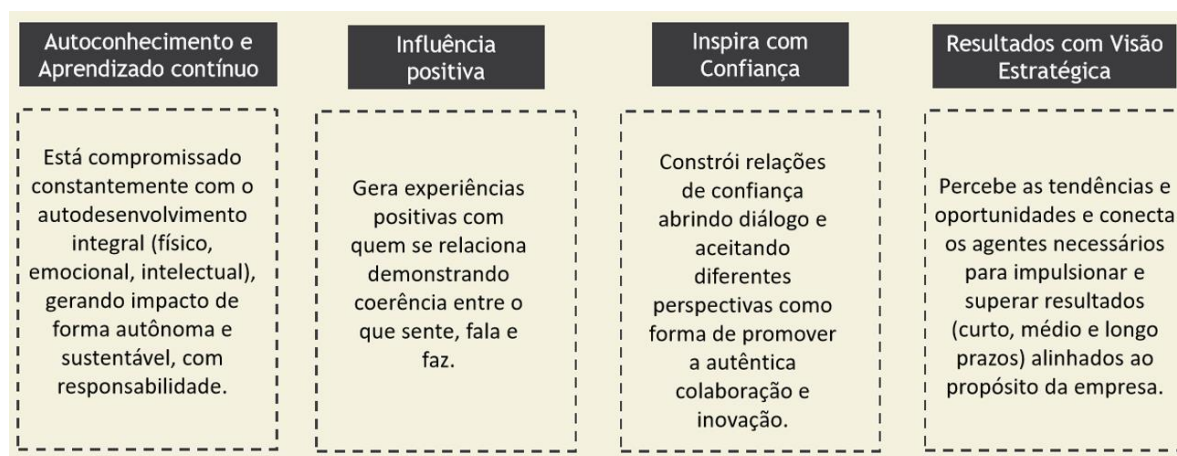 Autoconhecimento e
Aprendizado contínuo
Está compromissado
constantemente com o
autodesenvolvimento
integral (físico,
emocional, intelectual),
gerando impacto de
forma autônoma e
sustentável, com
responsabilidade.
Influência
positiva
Gera experiências
positivas com
quem se relaciona
demonstrando
coerência entre o
que sente, fala e
faz.
Inspira com
Confiança
Constrói relações
de confiança
abrindo diálogo e
aceitando
diferentes
perspectivas como
forma de promover
a autêntica
colaboração e
inovação.
Resultados com Visão
Estratégica
Percebe as tendências e
oportunidades e conecta
os agentes necessários
para impulsionar e
superar resultados
(curto, médio e longo
prazos) alinhados ao
propósito da empresa.